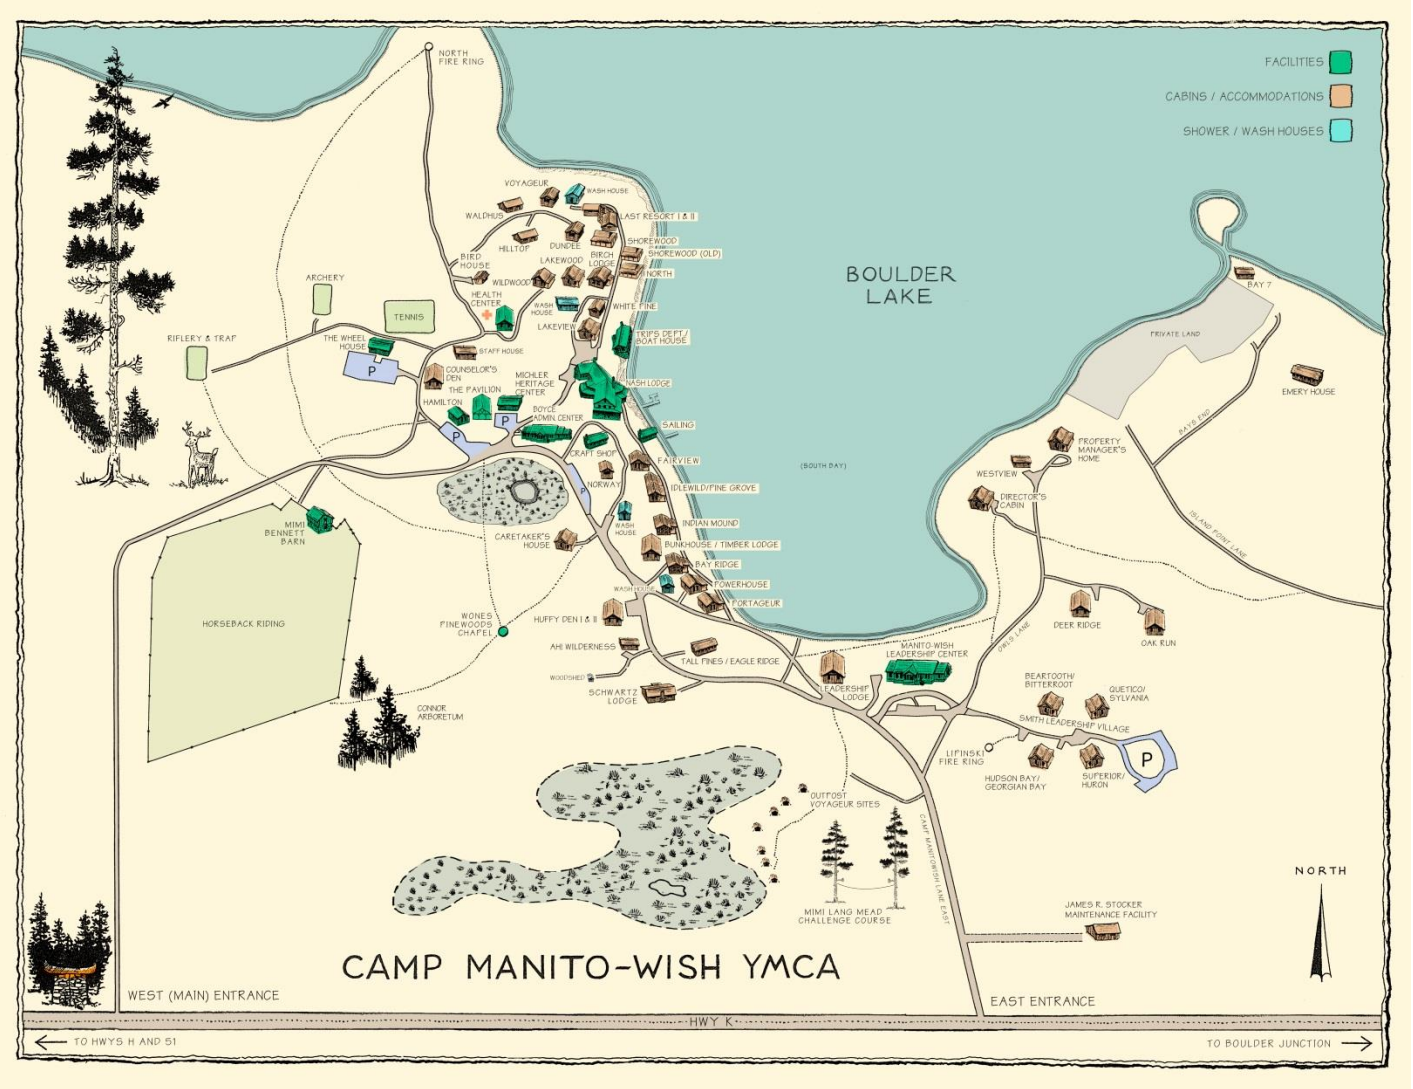 NORTH
FIRE RING
FACILITIES
CABINS / ACCOMMODATIONS
SHOWER / WASH HOUSES
VOYAGEUR
WASH HOUSE
WALDHUS
LAST RESORT I & II
HILLTOP
DUNDEE
BIRCH
LODGE
SHOREWOOD
SHOREWOOD (OLD)
BIRD
HOUSE
LAKEWOOD
NORTH
WILDWOOD
BOULDER
LAKE
BAY 7
ARCHERY
HEALTH
CENTER
WASH
HOUSE
WHITE PINE
TENNIS
LAKEVIEW
TRIPS DEPT/
BOAT HOUSE
PRIVATE LAND
RIFLERY & TRAP
THE WHEEL
HOUSE
STAFF HOUSE
P
COUNSELOR'S
DEN
MICHLER
HERITAGE
CENTER
NASH LODGE
EMERY HOUSE
THE PAVILION
HAMILTON
BOYCE
ADMIN. CENTER
P
P
SAILING
BAYS END
CRAFT SHOP
FAIRVIEW
(SOUTH BAY)
PROPERTY
MANAGER'S
HOME
WESTVIEW
NORWAY
P
IDLEWILD/PINE GROVE
DIRECTOR'S
CABIN
ISLAND POINT LANE
MIMI
BENNETT
BARN
WASH
HOUSE
INDIAN MOUND
CARETAKER'S
HOUSE
BUNKHOUSE / TIMBER LODGE
BAY RIDGE
WASH HOUSE
POWERHOUSE
PORTAGEUR
HORSEBACK RIDING
WONES
PINEWOODS
CHAPEL
HUFFY DEN I & II
DEER RIDGE
OAK RUN
OWLS LANE
AHI WILDERNESS
TALL PINES / EAGLE RIDGE
MANITO-WISH
LEADERSHIP CENTER
WOODSHED
SCHWARTZ
LODGE
LEADERSHIP
LODGE
BEARTOOTH/
BITTERROOT
QUETICO/
SYLVANIA
CONNOR
ARBORETUM
SMITH LEADERSHIP VILLAGE
LIPINSKI
FIRE RING
P
HUDSON BAY/
GEORGIAN BAY
SUPERIOR/
HURON
OUTPOST
VOYAGEUR SITES
CAMP MANITOWISH LANE EAST
NORTH
MIMI LANG MEAD
CHALLENGE COURSE
JAMES R. STOCKER
MAINTENANCE FACILITY
CAMP MANITO-WISH YMCA
WEST (MAIN) ENTRANCE
EAST ENTRANCE
HWY K
TO HWYS H AND 51
TO BOULDER JUNCTION